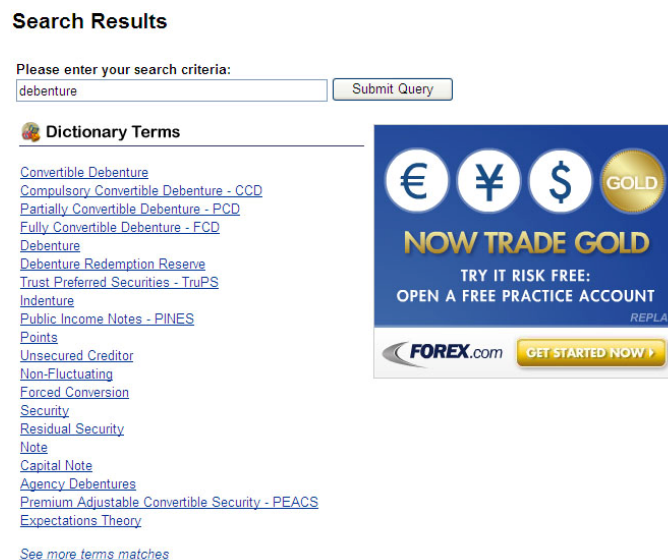 Search Results
Please enter your search criteria:
debenture
Submit Query
Dictionary Terms
Convertible Debenture
Compulsory Convertible Debenture - CCD
Partially Convertible Debenture - PCD
Fully Convertible Debenture - FCD
Debenture
Debenture Redemption Reserve
Trust Preferred Securities - TruPS
Indenture
Public Income Notes - PINES
Points
Unsecured Creditor
Non-Fluctuating
Forced Conversion
Security
Residual Security
Note
Capital Note
Agency Debentures
Premium Adjustable Convertible Security - PEACS
Expectations Theory
See more terms matches
€ ¥ $ GOLD
NOW TRADE GOLD
TRY IT RISK FREE:
OPEN A FREE PRACTICE ACCOUNT
REPLA
FOREX.com
GET STARTED NOW